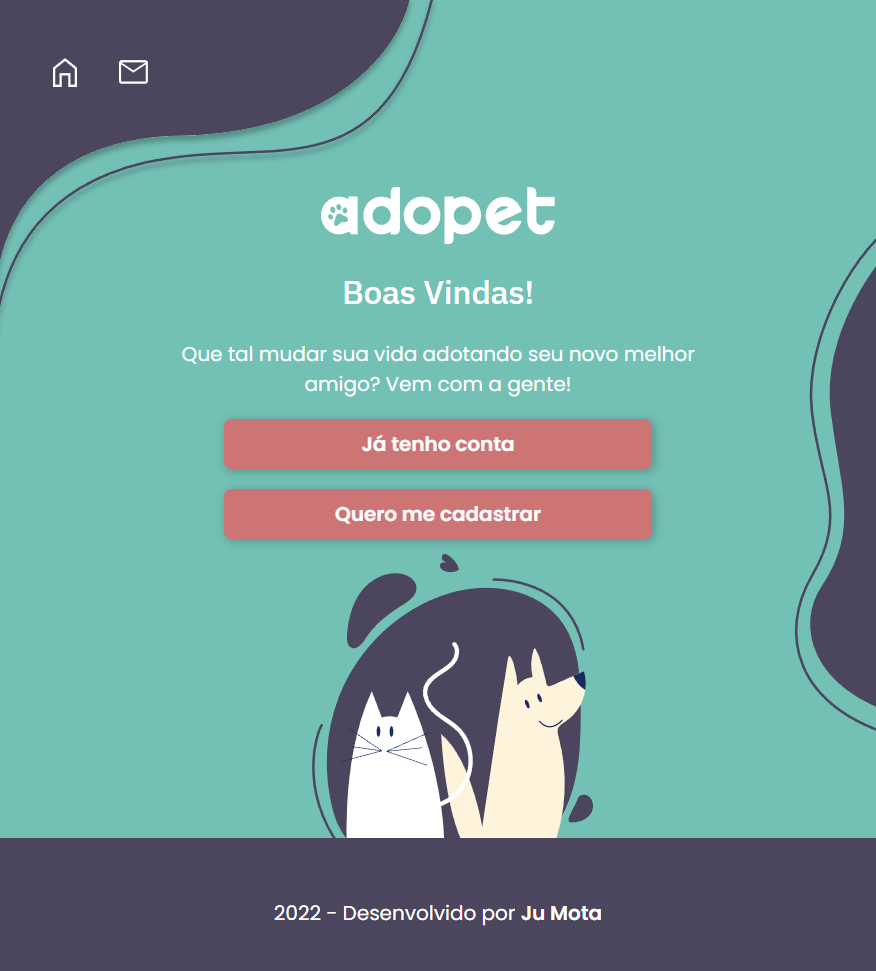 adopet
Boas Vindas!
Que tal mudar sua vida adotando seu novo melhor
amigo? Vem com a gente!
Já tenho conta
Quero me cadastrar
2022 - Desenvolvido por Ju Mota